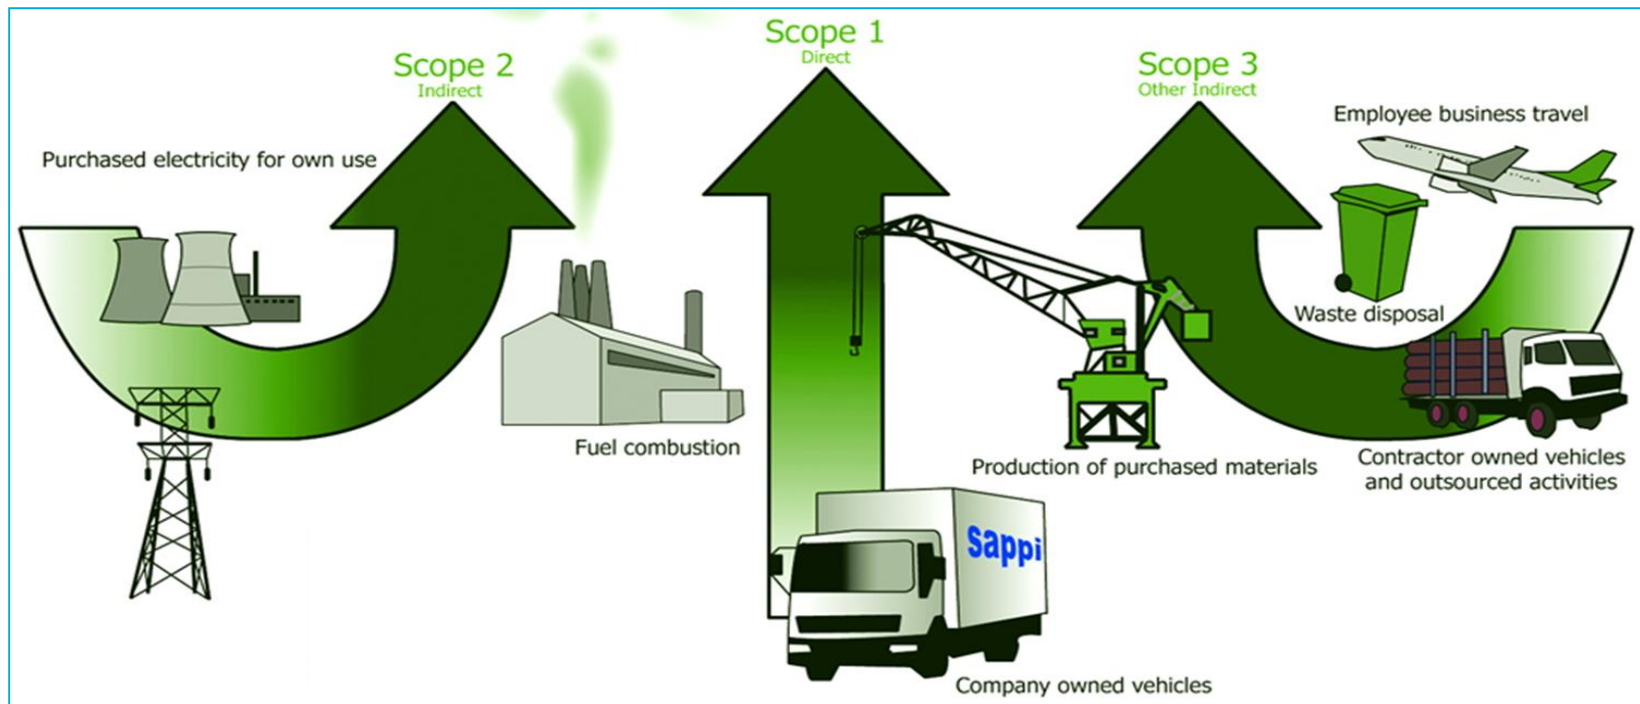 Scope 2
Indirect
Purchased electricity for own use
Fuel combustion
Scope 1
Direct
sappi
Company owned vehicles
Scope 3
Other Indirect
Employee business travel
Waste disposal
Production of purchased materials
Contractor owned vehicles
and outsourced activities